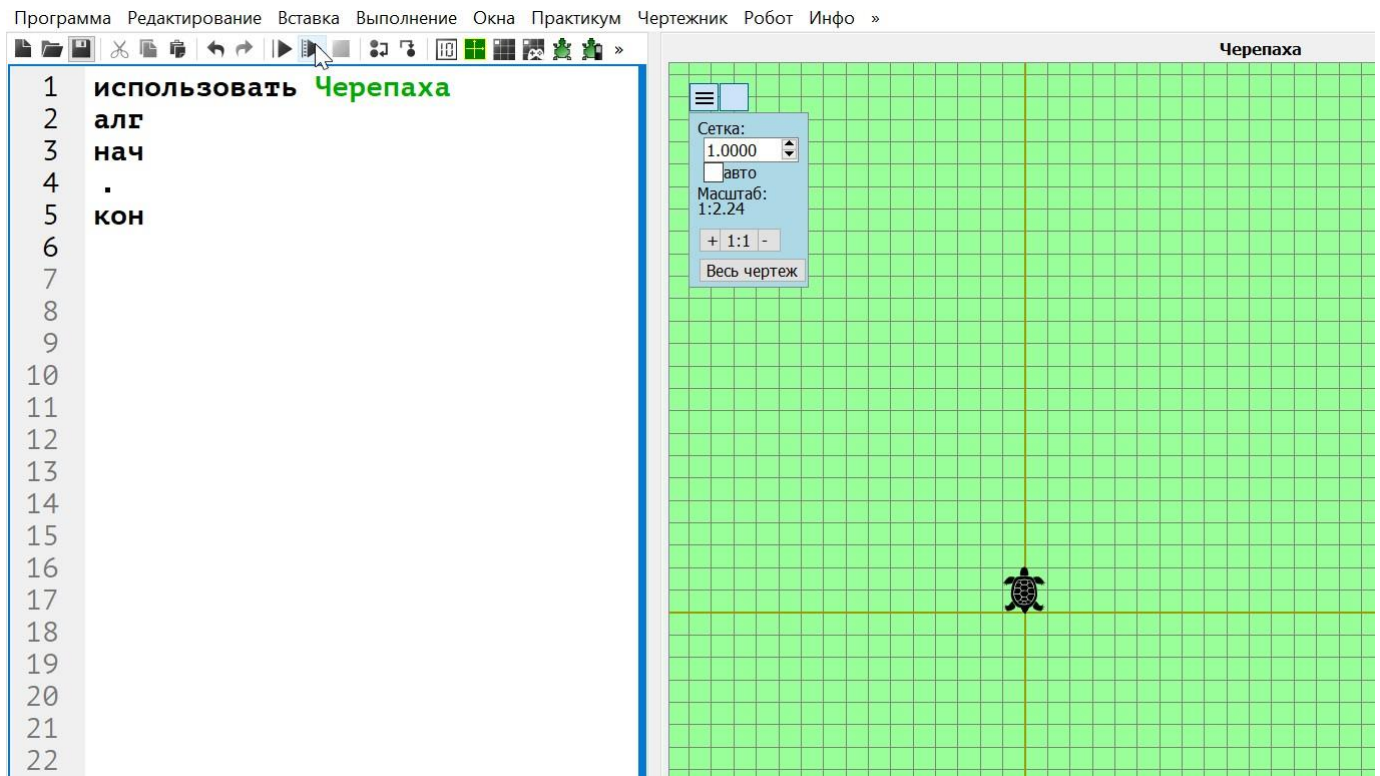 Программа Редактирование Вставка Выполнение Окна Практикум Чертежник Робот Инфо »
»
Черепаха
1 использовать Черепаха
2 алг
3 нач
4 .
5 кон
6
7
8
9
10
11
12
13
14
15
16
17
18
19
20
21
22
Сетка:
1.0000
авто
Масштаб:
1:2.24
+ 1:1 -
Весь чертеж